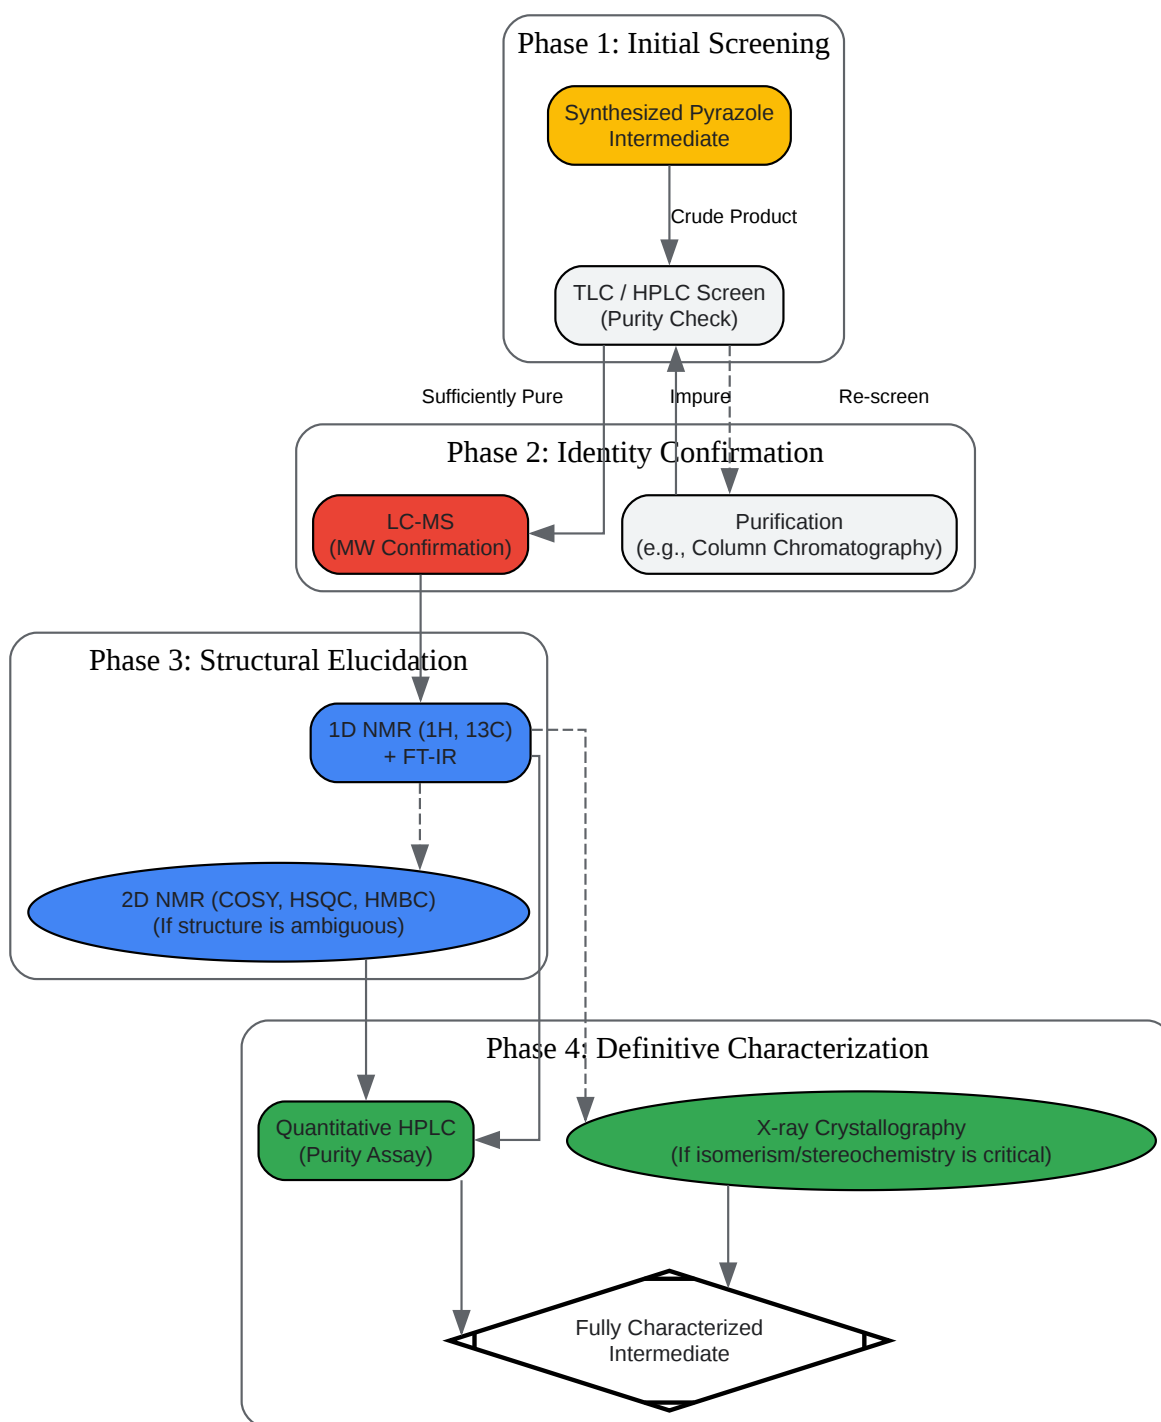 Phase 1: Initial Screening
Synthesized Pyrazole
Intermediate
Crude Product
TLC / HPLC Screen
(Purity Check)
Sufficiently Pure
Impure
Re-screen
Phase 2: Identity Confirmation
LC-MS
(MW Confirmation)
Purification
(e.g., Column Chromatography)
Phase 3: Structural Elucidation
1D NMR (1H, 13C)
+ FT-IR
2D NMR (COSY, HSQC, HMBC)
(If structure is ambiguous)
Phase 4: Definitive Characterization
Quantitative HPLC
(Purity Assay)
X-ray Crystallography
(If isomerism/stereochemistry is critical)
Fully Characterized
Intermediate